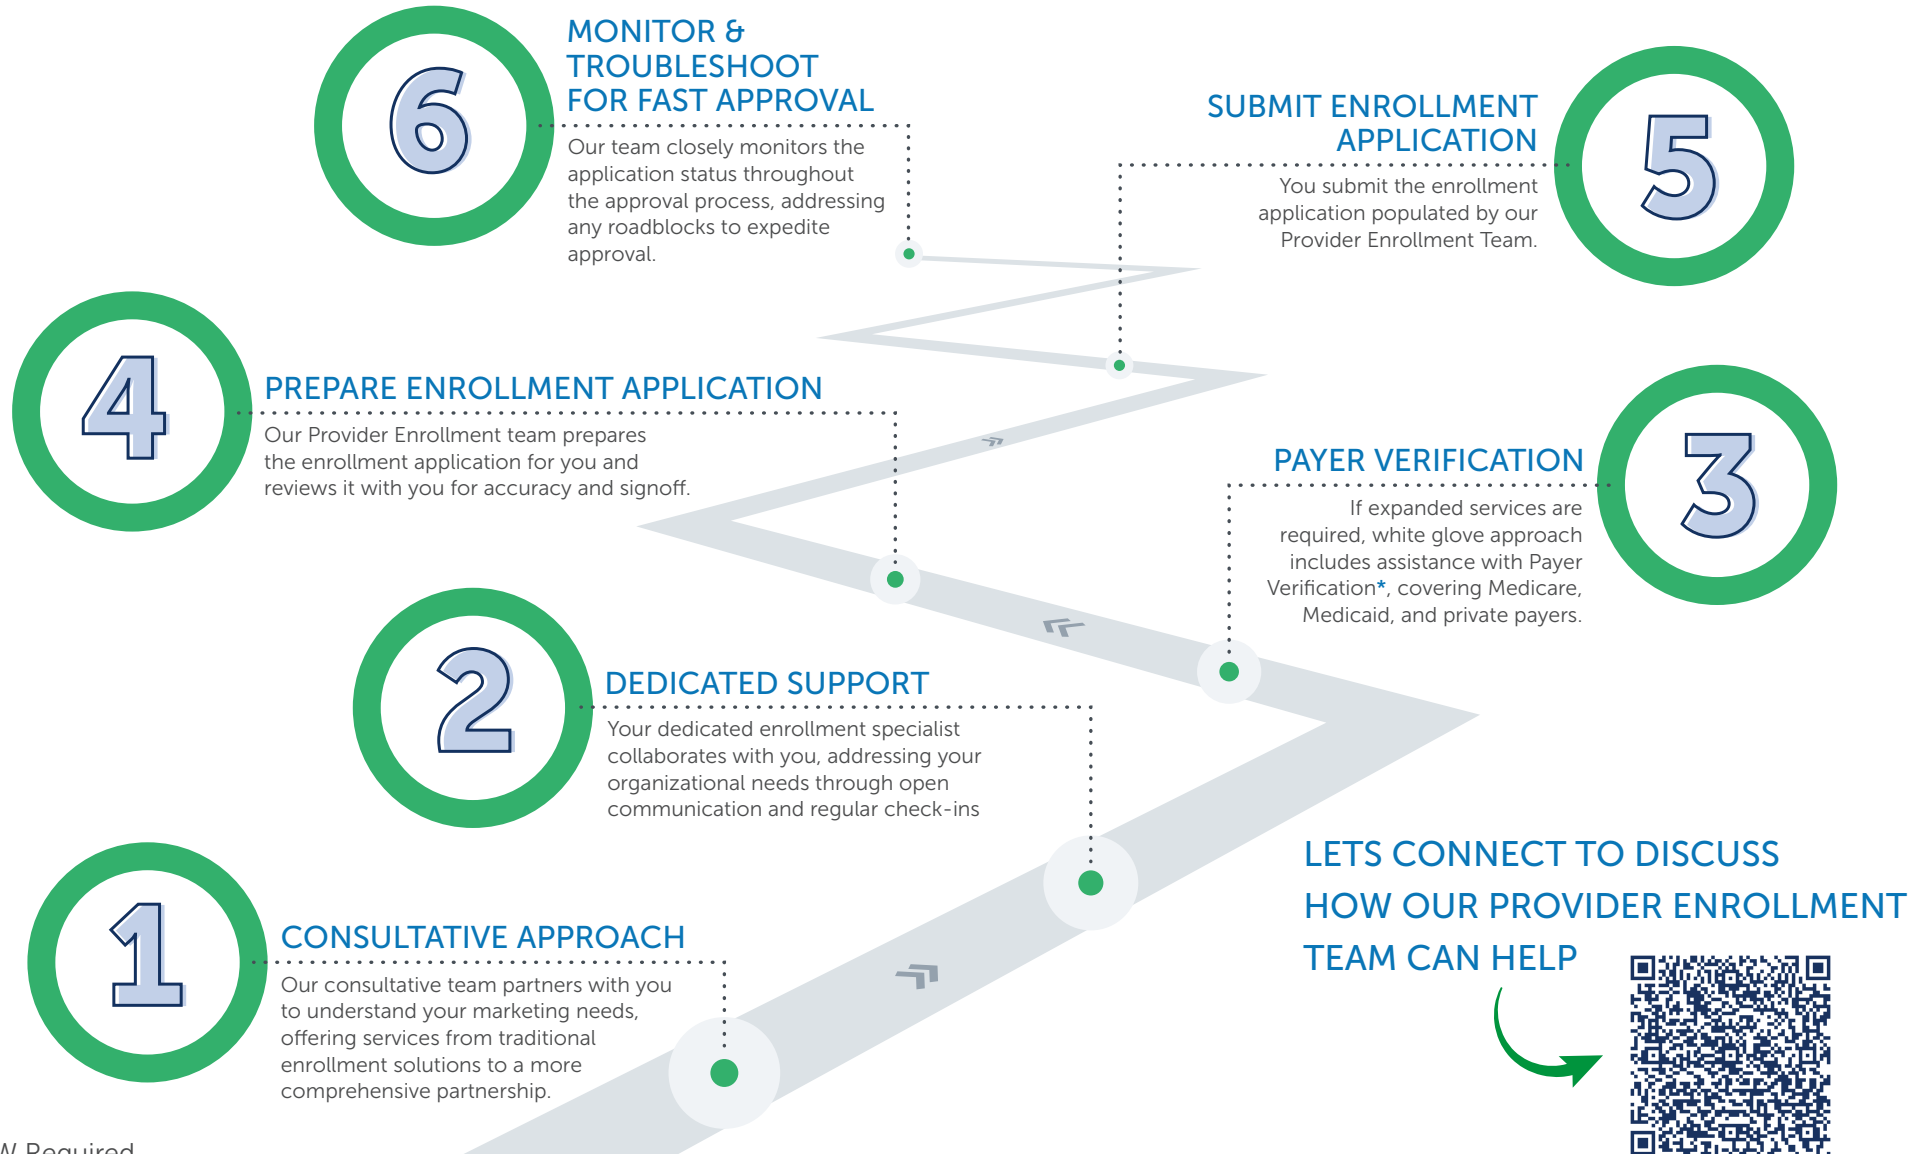 6
MONITOR &
TROUBLESHOOT
FOR FAST APPROVAL
Our team closely monitors the
application status throughout
the approval process, addressing
any roadblocks to expedite
approval.
5
SUBMIT ENROLLMENT
APPLICATION
You submit the enrollment
application populated by our
Provider Enrollment Team.
4
PREPARE ENROLLMENT APPLICATION
Our Provider Enrollment team prepares
the enrollment application for you and
reviews it with you for accuracy and signoff.
3
PAYER VERIFICATION
If expanded services are
required, white glove approach
includes assistance with Payer
Verification*, covering Medicare,
Medicaid, and private payers.
2
DEDICATED SUPPORT
Your dedicated enrollment specialist
collaborates with you, addressing your
organizational needs through open
communication and regular check-ins
1
CONSULTATIVE APPROACH
Our consultative team partners with you
to understand your marketing needs,
offering services from traditional
enrollment solutions to a more
comprehensive partnership.
LETS CONNECT TO DISCUSS
HOW OUR PROVIDER ENROLLMENT
TEAM CAN HELP
Required